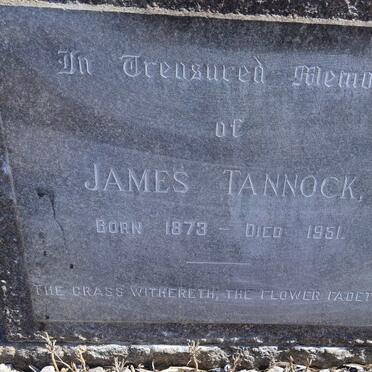 In Treasured Memo
of
JAMES TANNOCK,
BORN 1873 - DIED 1951.
THE GRASS WITHERETH, THE FLOWER FADET